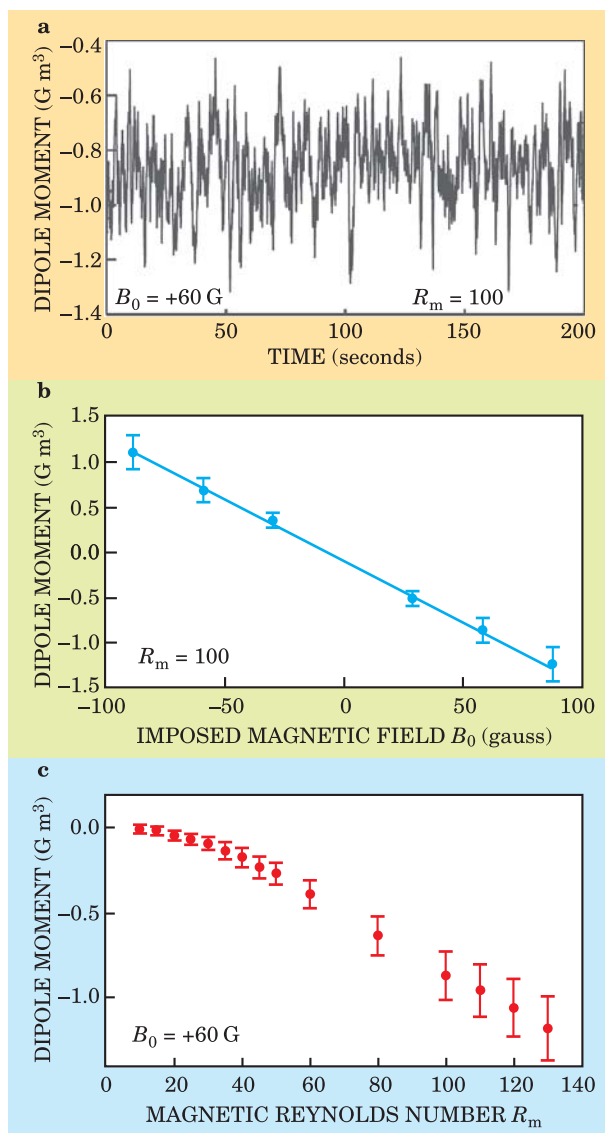 a
DIPOLE MOMENT (G m³)
−0.4
−0.6
−0.8
−1.0
−1.2
−1.4
B₀ = +60 G
Rₘ = 100
0 50 100 150 200
TIME (seconds)
b
DIPOLE MOMENT (G m³)
1.5
1.0
0.5
0.0
−0.5
−1.0
−1.5
Rₘ = 100
−100 −50 0 50 100
IMPOSED MAGNETIC FIELD B₀ (gauss)
c
DIPOLE MOMENT (G m³)
0.0
−0.5
−1.0
B₀ = +60 G
0 20 40 60 80 100 120 140
MAGNETIC REYNOLDS NUMBER Rₘ